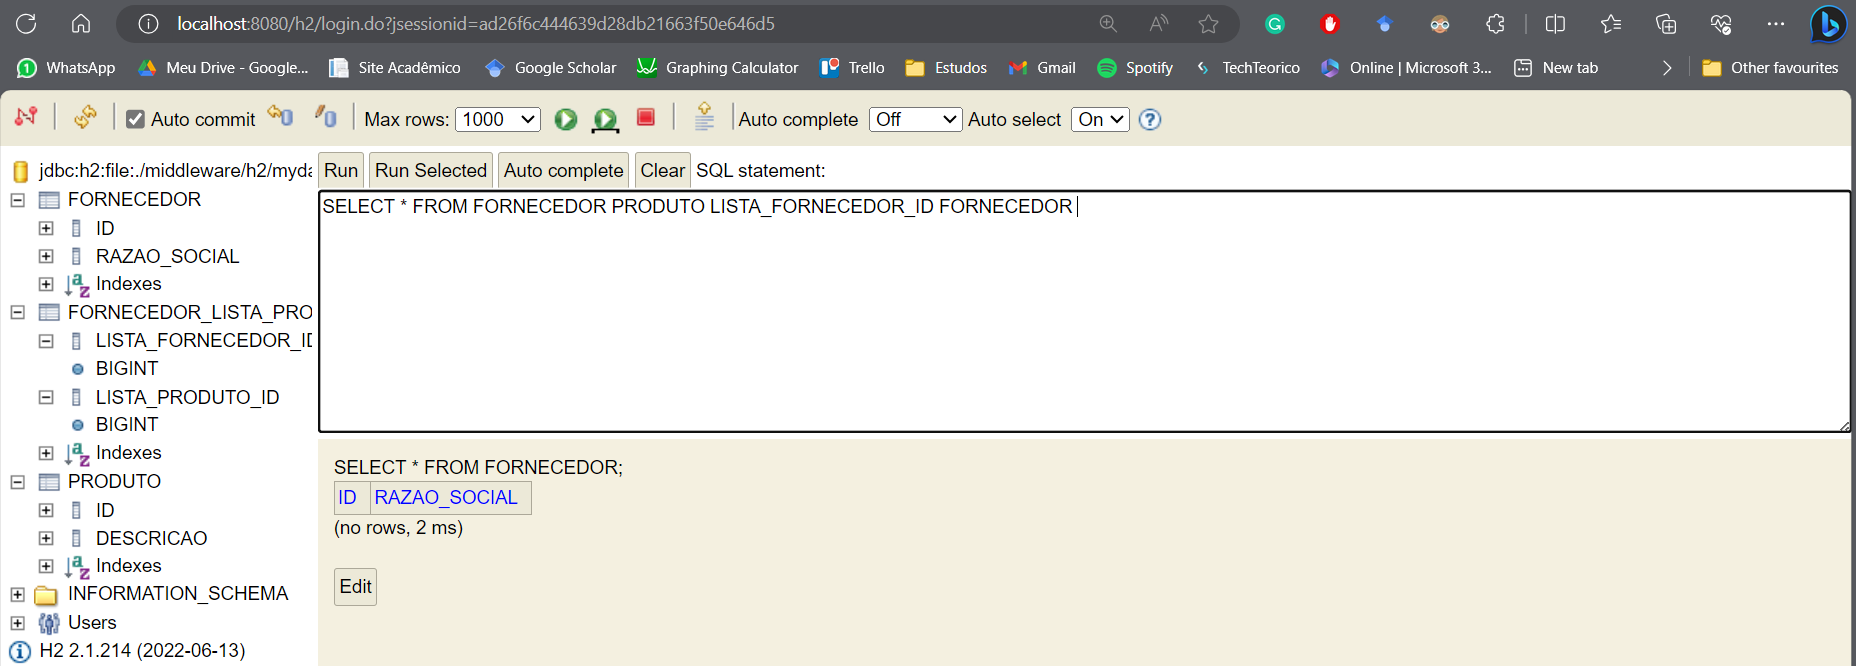 localhost:8080/h2/login.do?jsessionid=ad26f6c444639d28db21663f50e646d5
WhatsApp Meu Drive - Google... Site Acadêmico Google Scholar Graphing Calculator Trello Estudos Gmail Spotify TechTeorico Online | Microsoft 3... New tab Other favourites
Auto commit Max rows: 1000 Auto complete Off Auto select On
jdbc:h2:file:./middleware/h2/myda
Run Run Selected Auto complete Clear SQL statement:
FORNECEDOR
ID
RAZAO_SOCIAL
Indexes
FORNECEDOR_LISTA_PRO
LISTA_FORNECEDOR_ID
BIGINT
LISTA_PRODUTO_ID
BIGINT
Indexes
PRODUTO
ID
DESCRICAO
Indexes
INFORMATION_SCHEMA
Users
H2 2.1.214 (2022-06-13)
SELECT * FROM FORNECEDOR PRODUTO LISTA_FORNECEDOR_ID FORNECEDOR
SELECT * FROM FORNECEDOR;
ID RAZAO_SOCIAL
(no rows, 2 ms)
Edit